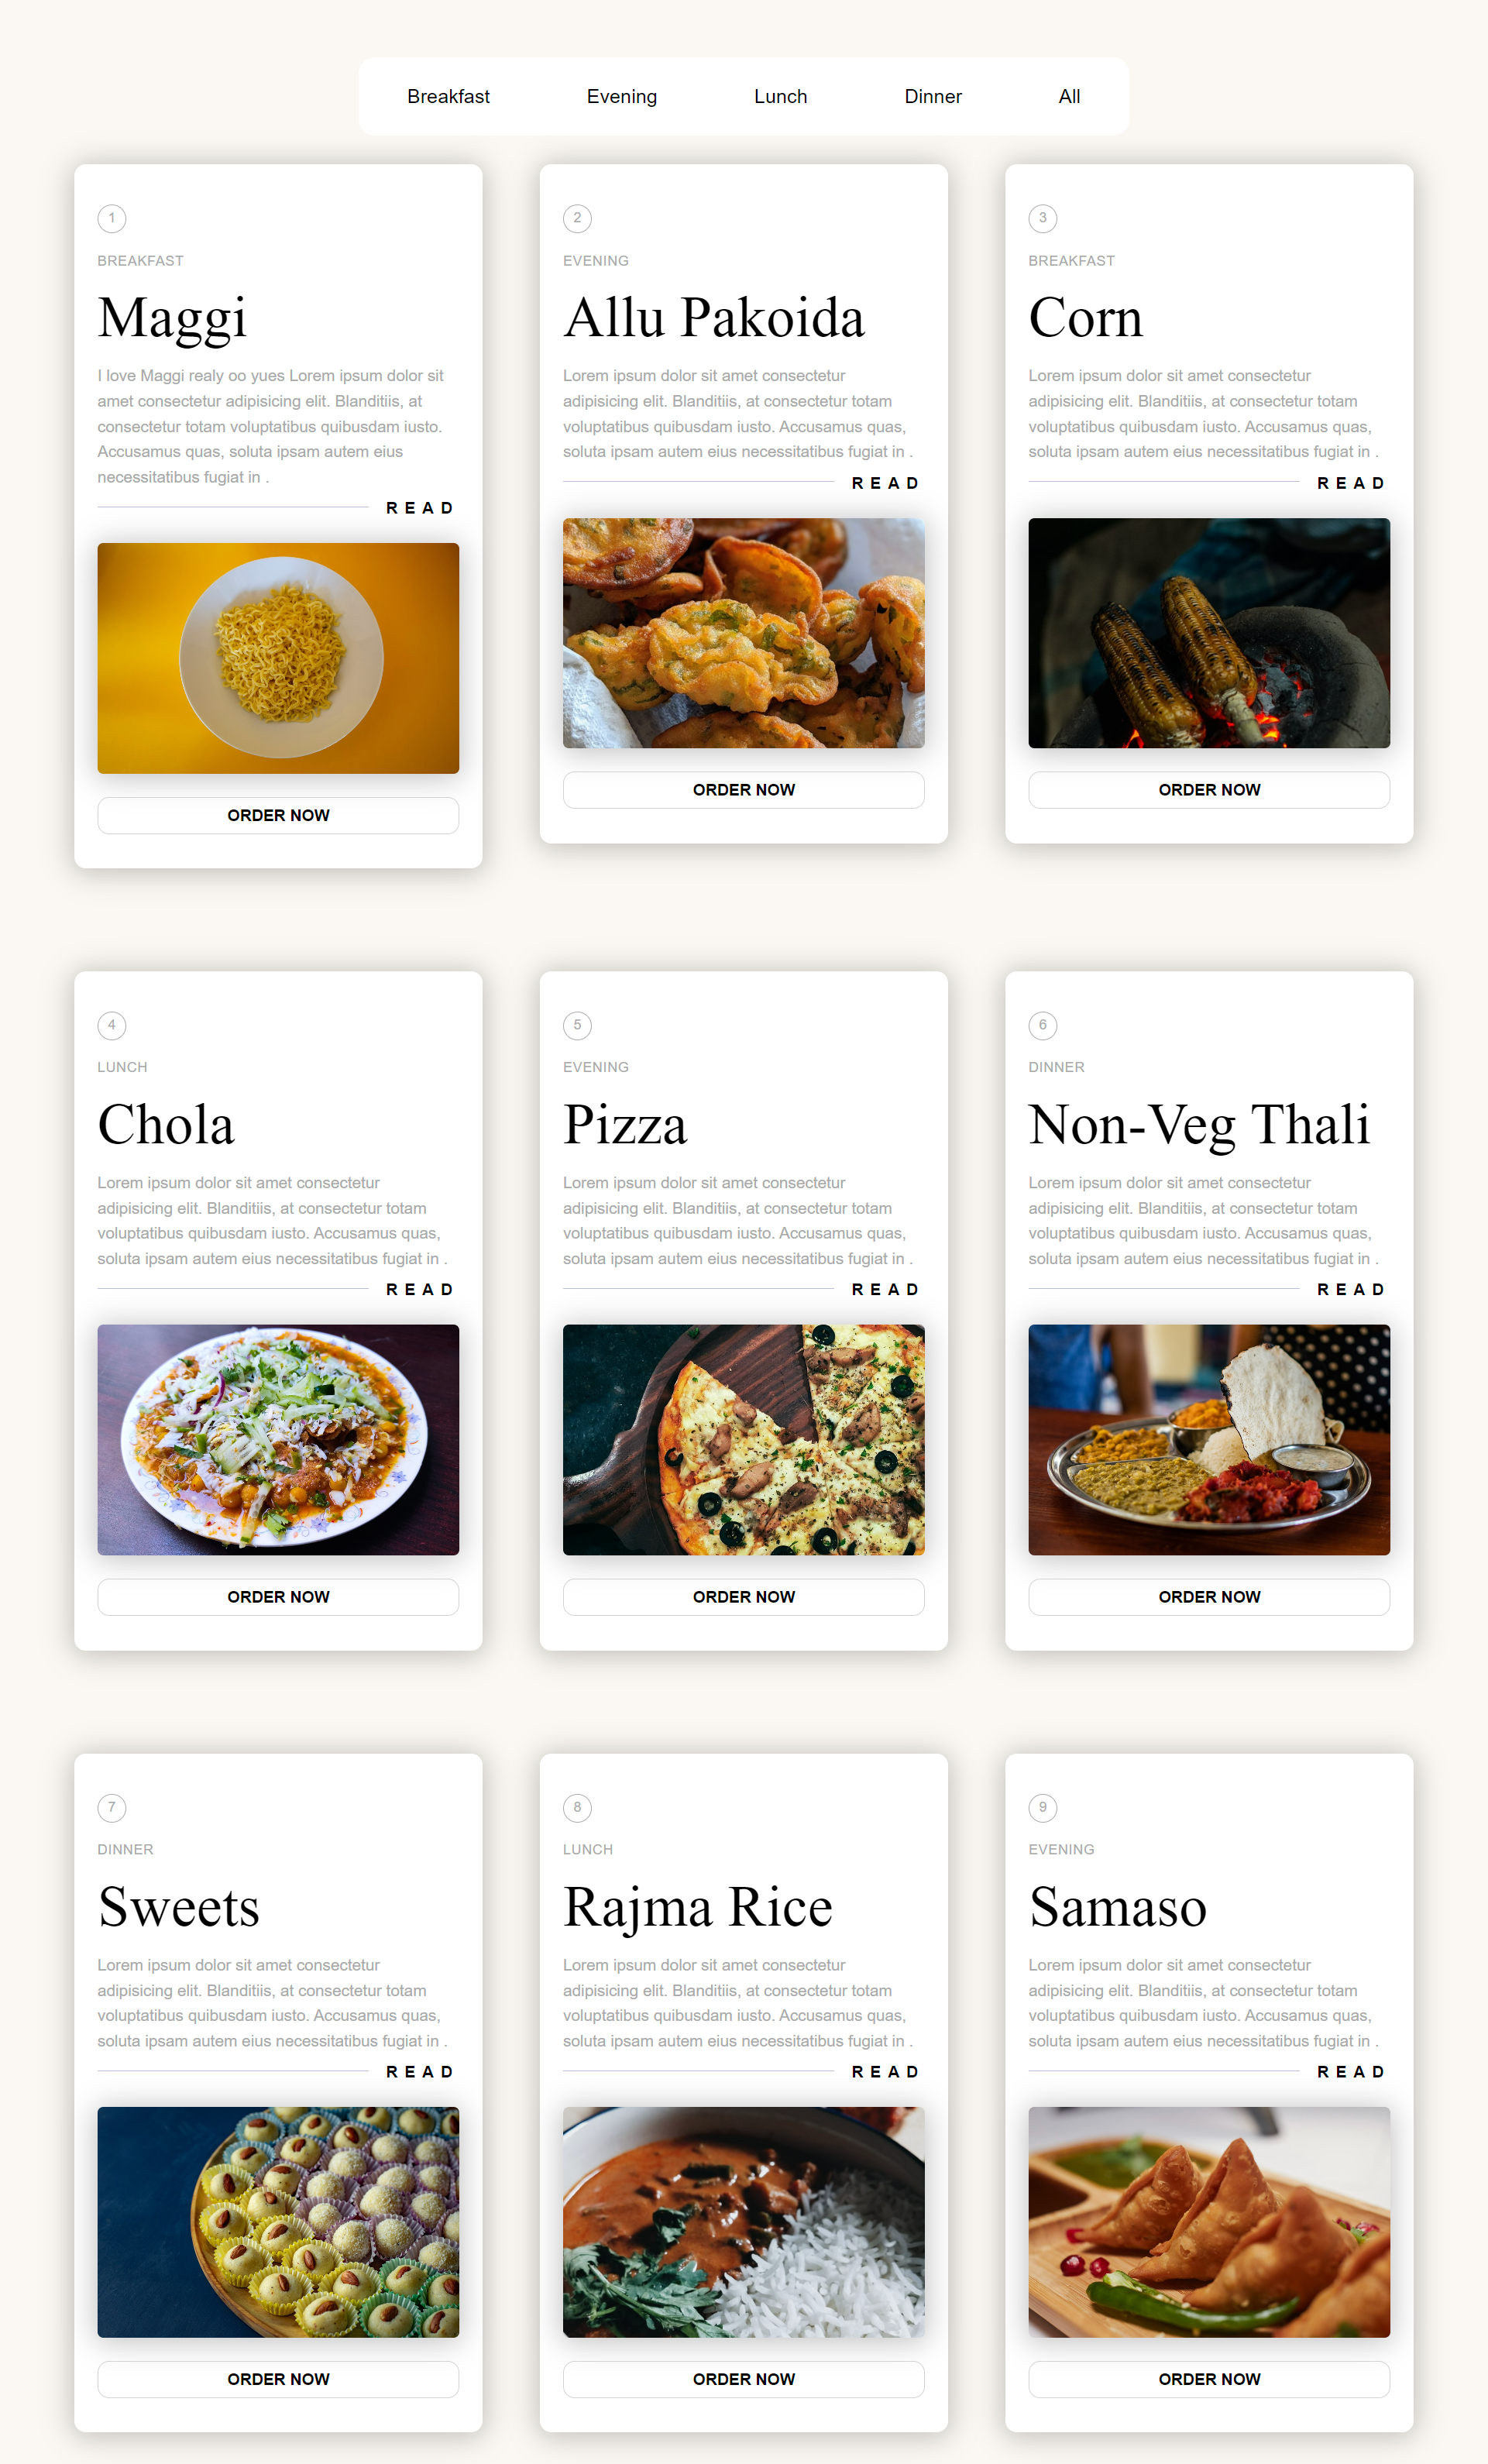 Breakfast Evening Lunch Dinner All
1
BREAKFAST
Maggi
I love Maggi realy oo yues Lorem ipsum dolor sit
amet consectetur adipisicing elit. Blanditiis, at
consectetur totam voluptatibus quibusdam iusto.
Accusamus quas, soluta ipsam autem eius
necessitatibus fugiat in .
READ
ORDER NOW
2
EVENING
Allu Pakoida
Lorem ipsum dolor sit amet consectetur
adipisicing elit. Blanditiis, at consectetur totam
voluptatibus quibusdam iusto. Accusamus quas,
soluta ipsam autem eius necessitatibus fugiat in .
READ
ORDER NOW
3
BREAKFAST
Corn
Lorem ipsum dolor sit amet consectetur
adipisicing elit. Blanditiis, at consectetur totam
voluptatibus quibusdam iusto. Accusamus quas,
soluta ipsam autem eius necessitatibus fugiat in .
READ
ORDER NOW
4
LUNCH
Chola
Lorem ipsum dolor sit amet consectetur
adipisicing elit. Blanditiis, at consectetur totam
voluptatibus quibusdam iusto. Accusamus quas,
soluta ipsam autem eius necessitatibus fugiat in .
READ
ORDER NOW
5
EVENING
Pizza
Lorem ipsum dolor sit amet consectetur
adipisicing elit. Blanditiis, at consectetur totam
voluptatibus quibusdam iusto. Accusamus quas,
soluta ipsam autem eius necessitatibus fugiat in .
READ
ORDER NOW
6
DINNER
Non-Veg Thali
Lorem ipsum dolor sit amet consectetur
adipisicing elit. Blanditiis, at consectetur totam
voluptatibus quibusdam iusto. Accusamus quas,
soluta ipsam autem eius necessitatibus fugiat in .
READ
ORDER NOW
7
DINNER
Sweets
Lorem ipsum dolor sit amet consectetur
adipisicing elit. Blanditiis, at consectetur totam
voluptatibus quibusdam iusto. Accusamus quas,
soluta ipsam autem eius necessitatibus fugiat in .
READ
ORDER NOW
8
LUNCH
Rajma Rice
Lorem ipsum dolor sit amet consectetur
adipisicing elit. Blanditiis, at consectetur totam
voluptatibus quibusdam iusto. Accusamus quas,
soluta ipsam autem eius necessitatibus fugiat in .
READ
ORDER NOW
9
EVENING
Samaso
Lorem ipsum dolor sit amet consectetur
adipisicing elit. Blanditiis, at consectetur totam
voluptatibus quibusdam iusto. Accusamus quas,
soluta ipsam autem eius necessitatibus fugiat in .
READ
ORDER NOW